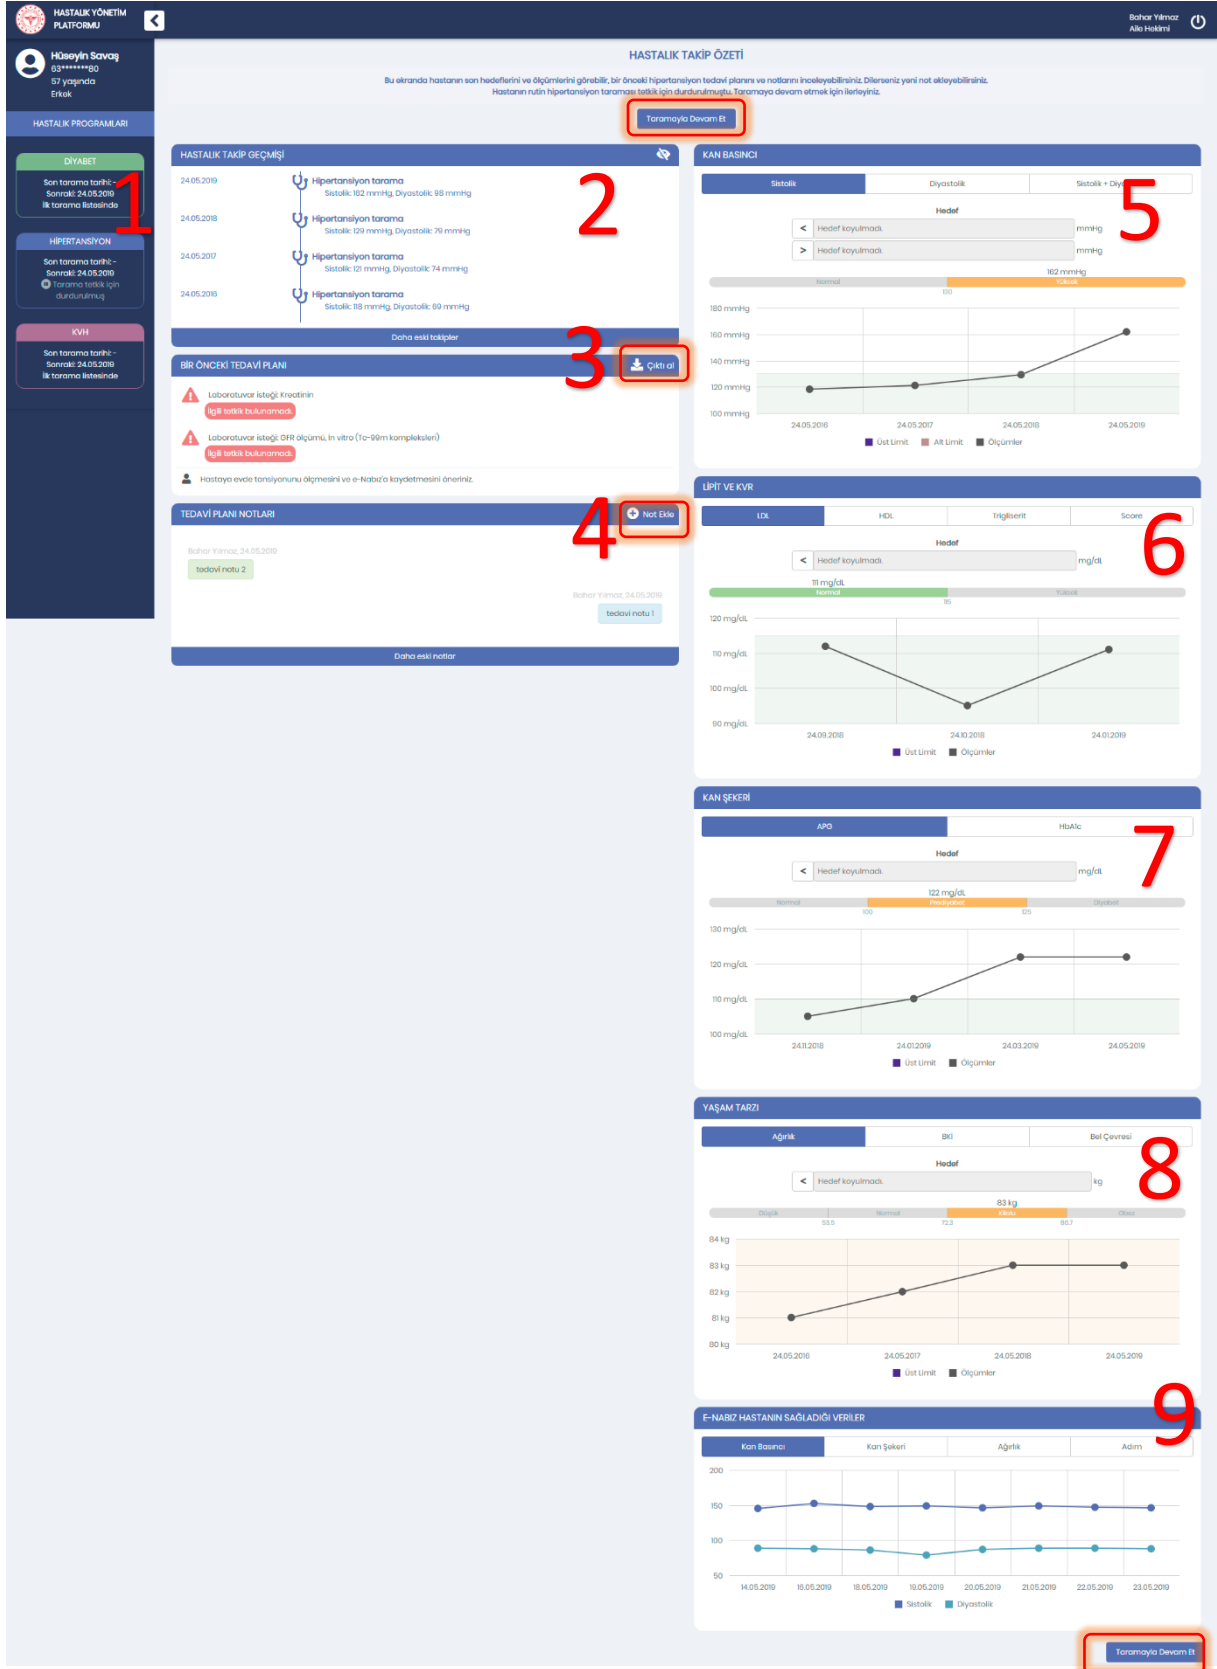 HASTALIK YÖNETİM
PLATFORMU
Bahar Yılmaz
Aile Hekimi
Hüseyin Savaş
63*******80
57 yaşında
Erkek
HASTALIK PROGRAMLARI
DİYABET
Son tarama tarihi: -
Sonraki: 24.05.2019
İlk tarama listesinde
1
HİPERTANSİYON
Son tarama tarihi: -
Sonraki: 24.05.2019
Tarama tetkik için
durdurulmuş
KVH
Son tarama tarihi: -
Sonraki: 24.05.2019
İlk tarama listesinde
HASTALIK TAKİP ÖZETİ
Bu ekranda hastanın son hedeflerini ve ölçümlerini görebilir, bir önceki hipertansiyon tedavi planını ve notlarını inceleyebilirsiniz. Dilerseniz yeni not ekleyebilirsiniz.
Hastanın rutin hipertansiyon taraması tetkik için durdurulmuştu. Taramaya devam etmek için ilerleyiniz.
Taramayla Devam Et
HASTALIK TAKİP GEÇMİŞİ
2
24.05.2019
Hipertansiyon tarama
Sistolik: 162 mmHg, Diyastolik: 98 mmHg
24.05.2018
Hipertansiyon tarama
Sistolik: 129 mmHg, Diyastolik: 79 mmHg
24.05.2017
Hipertansiyon tarama
Sistolik: 121 mmHg, Diyastolik: 74 mmHg
24.05.2016
Hipertansiyon tarama
Sistolik: 118 mmHg, Diyastolik: 69 mmHg
Daha eski takipler
BİR ÖNCEKİ TEDAVİ PLANI
3
Çıktı al
Laboratuvar isteği: Kreatinin
İlgili tetkik bulunamadı.
Laboratuvar isteği: GFR ölçümü, in vitro (Tc-99m kompleksleri)
İlgili tetkik bulunamadı.
Hastaya evde tansiyonunu ölçmesini ve e-Nabız'a kaydetmesini öneriniz.
TEDAVİ PLANI NOTLARI
4
Not Ekle
Bahar Yılmaz, 24.05.2019
tedavi notu 2
Bahar Yılmaz, 24.05.2018
tedavi notu 1
Daha eski notlar
KAN BASINCI
Sistolik
Diyastolik
Sistolik + Diy
5
Hedef
< Hedef koyulmadı. mmHg
> Hedef koyulmadı. mmHg
162 mmHg
Normal
Yüksek
130
180 mmHg
160 mmHg
140 mmHg
120 mmHg
100 mmHg
24.05.2016
24.05.2017
24.05.2018
24.05.2019
Üst Limit
Alt Limit
Ölçümler
LİPİT VE KVR
LDL
HDL
Trigliserit
Score
6
Hedef
< Hedef koyulmadı. mg/dL
111 mg/dL
Normal
Yüksek
115
120 mg/dL
110 mg/dL
100 mg/dL
90 mg/dL
24.09.2018
24.10.2018
24.01.2019
Üst Limit
Ölçümler
KAN ŞEKERİ
APG
HbA1c
7
Hedef
< Hedef koyulmadı. mg/dL
122 mg/dL
Normal
Prediyabet
Diyabet
100
125
130 mg/dL
120 mg/dL
110 mg/dL
100 mg/dL
24.11.2018
24.01.2019
24.03.2019
24.05.2019
Üst Limit
Ölçümler
YAŞAM TARZI
Ağırlık
BKİ
Bel Çevresi
8
Hedef
< Hedef koyulmadı. kg
83 kg
Düşük
Normal
Kilolu
Obez
53.5
72.3
86.7
84 kg
83 kg
82 kg
81 kg
80 kg
24.05.2016
24.05.2017
24.05.2018
24.05.2019
Üst Limit
Ölçümler
E-NABIZ HASTANIN SAĞLADIĞI VERİLER
9
Kan Basıncı
Kan Şekeri
Ağırlık
Adım
200
150
100
50
14.05.2019
16.05.2019
18.05.2019
19.05.2019
20.05.2019
21.05.2019
22.05.2019
23.05.2019
Sistolik
Diyastolik
Taramayla Devam Et